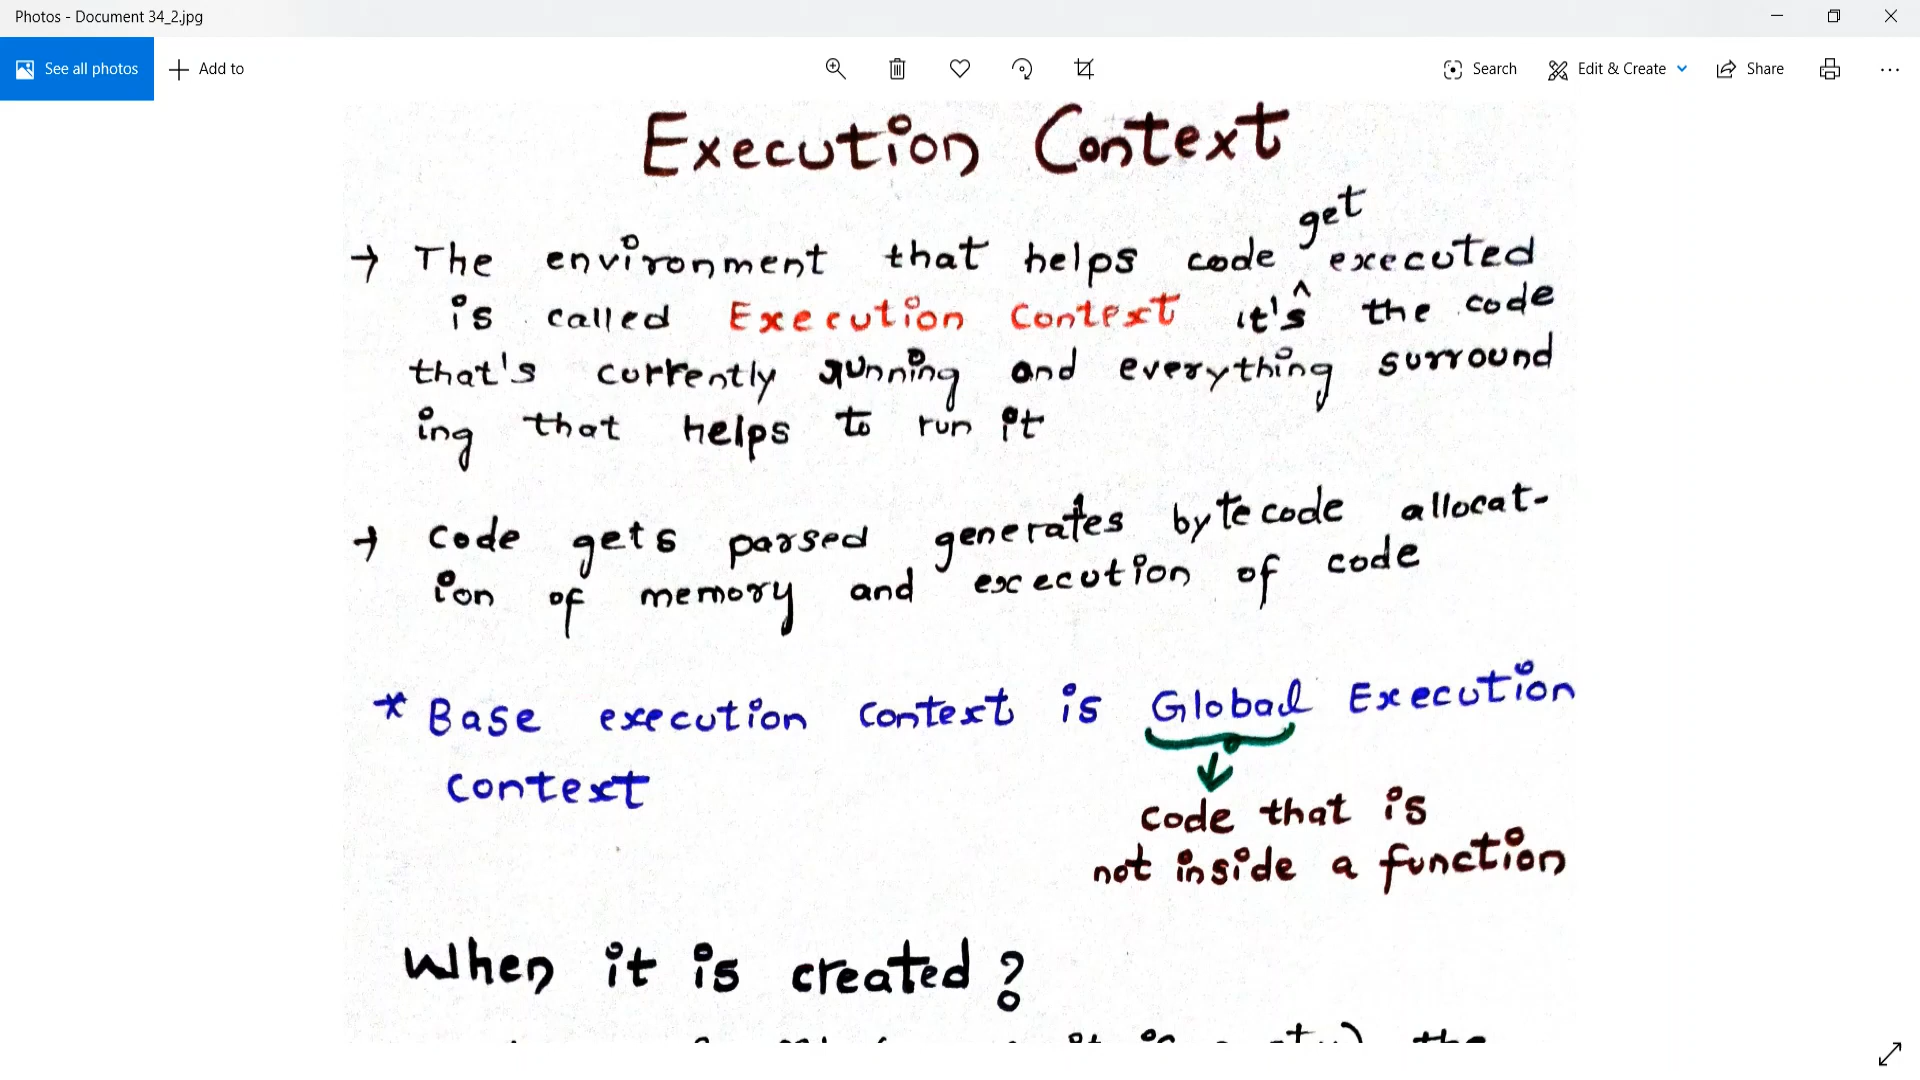 Photos - Document 34_2.jpg
See all photos
Add to
Search
Edit & Create
Share
Execution Context
get
→ The environment that helps code ^ executed
is called Execution Context it's the code
that's currently running and everything surround
ing that helps to run it
→ code gets parsed generates bytecode allocat-
ion of memory and execution of code
* Base execution context is Global Execution
context
code that is
not inside a function
When it is created?